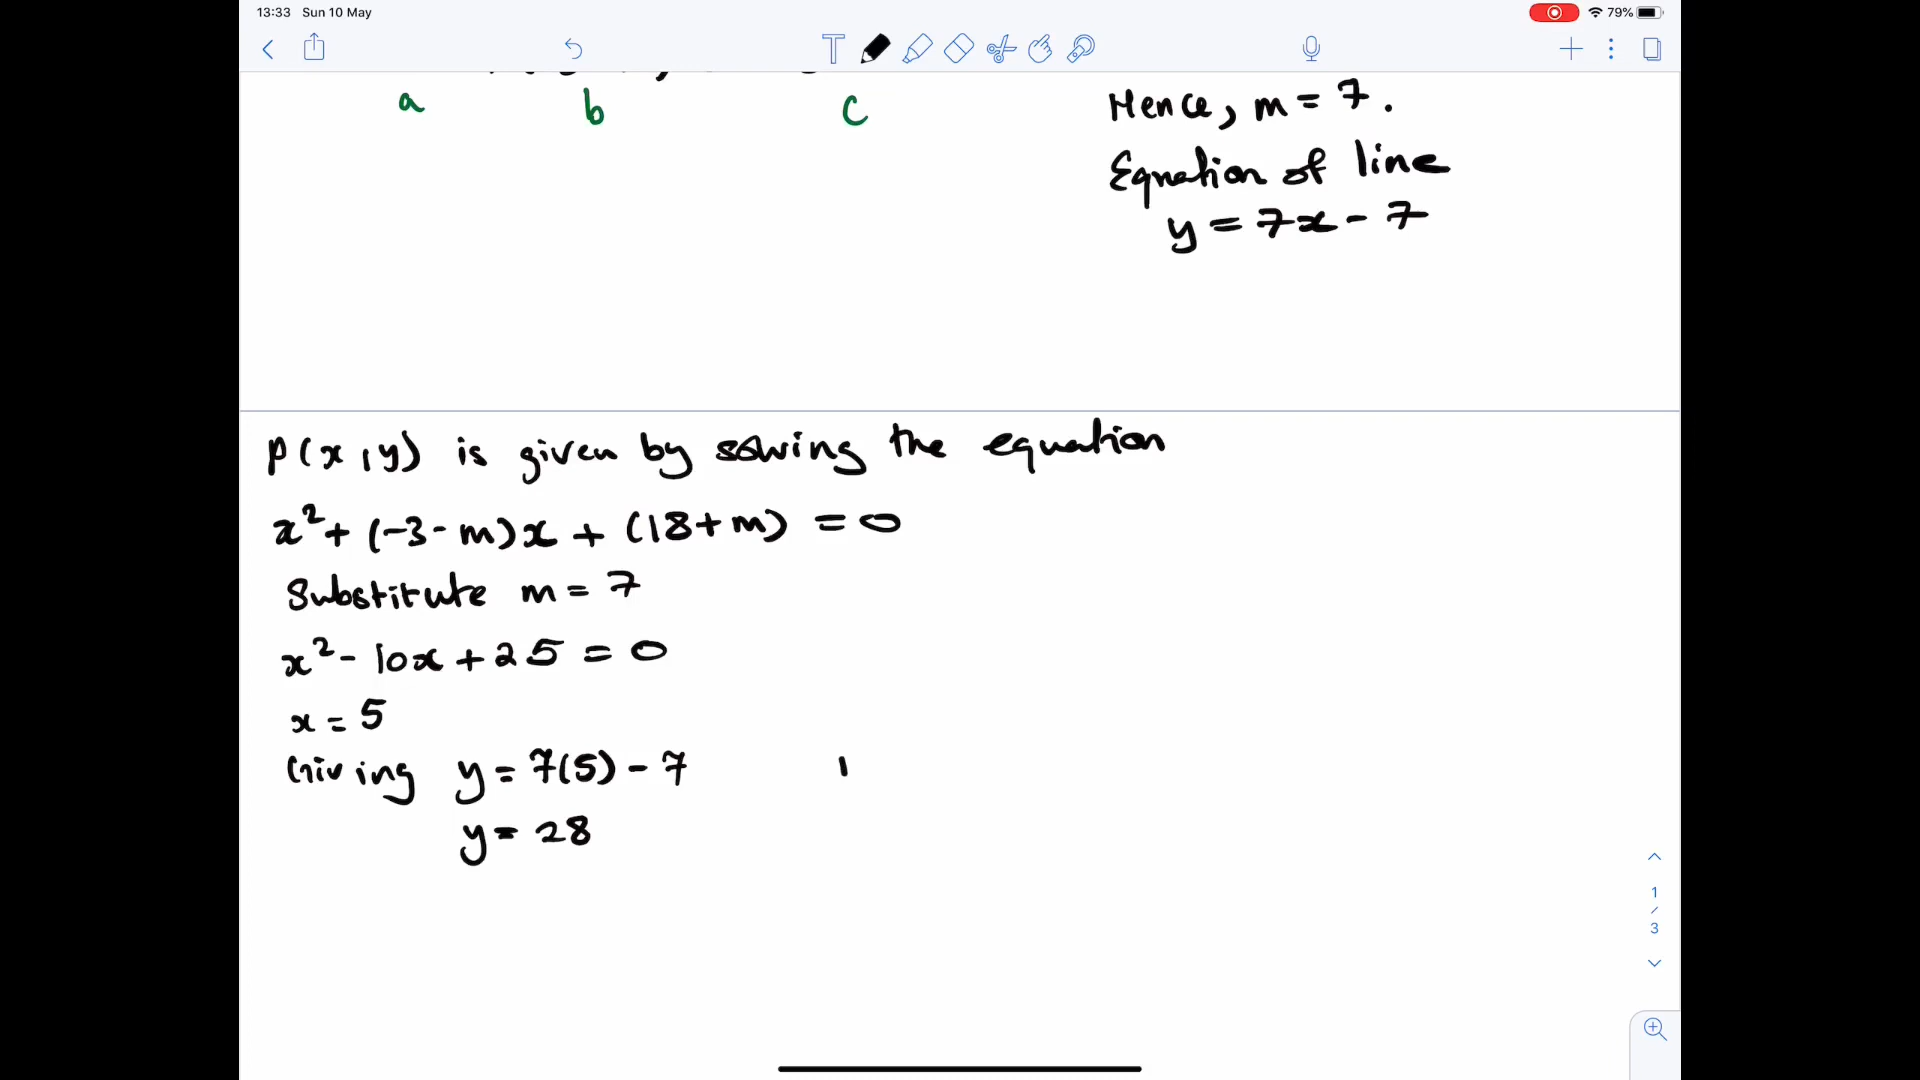 13:33 Sun 10 May
79%
a b c
Hence, m = 7.
Equation of line
y = 7x - 7
P(x,y) is given by solving the equation
x² + (-3 - m)x + (18 + m) = 0
Substitute m = 7
x² - 10x + 25 = 0
x = 5
Giving y = 7(5) - 7
y = 28
1
/
3